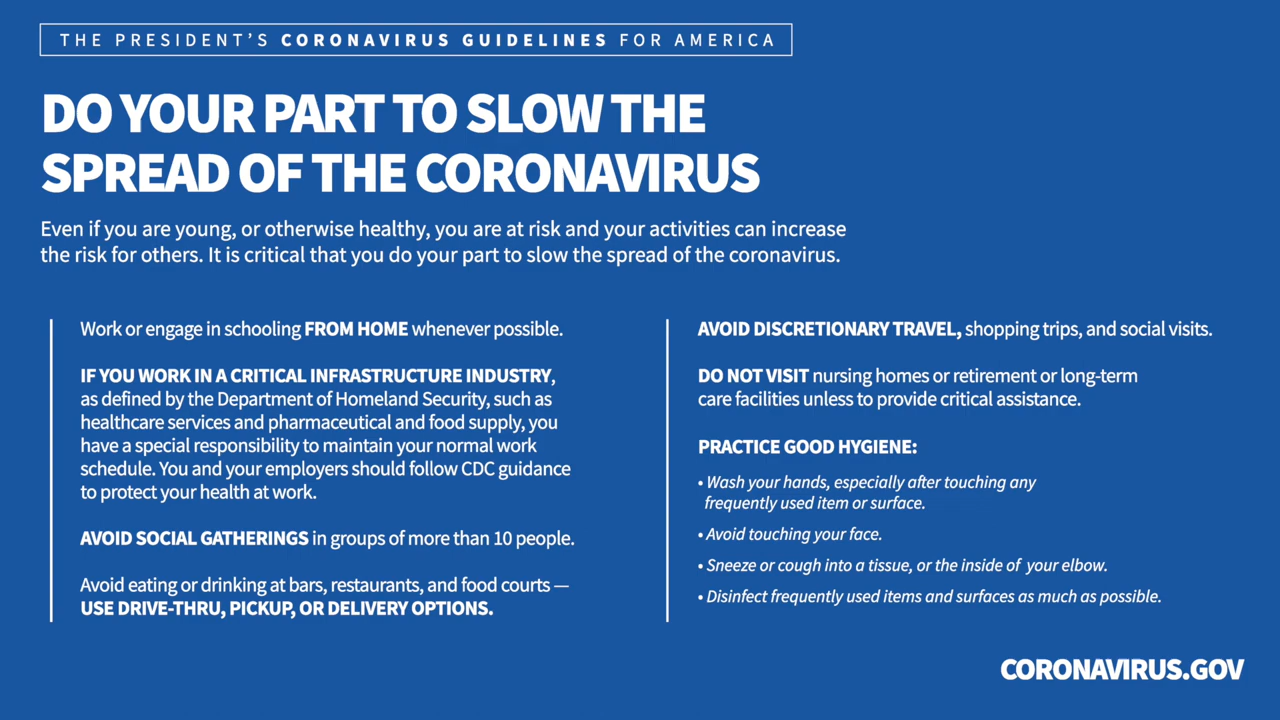 THE PRESIDENT'S CORONAVIRUS GUIDELINES FOR AMERICA
DO YOUR PART TO SLOW THE
SPREAD OF THE CORONAVIRUS
Even if you are young, or otherwise healthy, you are at risk and your activities can increase
the risk for others. It is critical that you do your part to slow the spread of the coronavirus.
Work or engage in schooling FROM HOME whenever possible.
IF YOU WORK IN A CRITICAL INFRASTRUCTURE INDUSTRY,
as defined by the Department of Homeland Security, such as
healthcare services and pharmaceutical and food supply, you
have a special responsibility to maintain your normal work
schedule. You and your employers should follow CDC guidance
to protect your health at work.
AVOID SOCIAL GATHERINGS in groups of more than 10 people.
Avoid eating or drinking at bars, restaurants, and food courts —
USE DRIVE-THRU, PICKUP, OR DELIVERY OPTIONS.
AVOID DISCRETIONARY TRAVEL, shopping trips, and social visits.
DO NOT VISIT nursing homes or retirement or long-term
care facilities unless to provide critical assistance.
PRACTICE GOOD HYGIENE:
• Wash your hands, especially after touching any
frequently used item or surface.
• Avoid touching your face.
• Sneeze or cough into a tissue, or the inside of your elbow.
• Disinfect frequently used items and surfaces as much as possible.
CORONAVIRUS.GOV